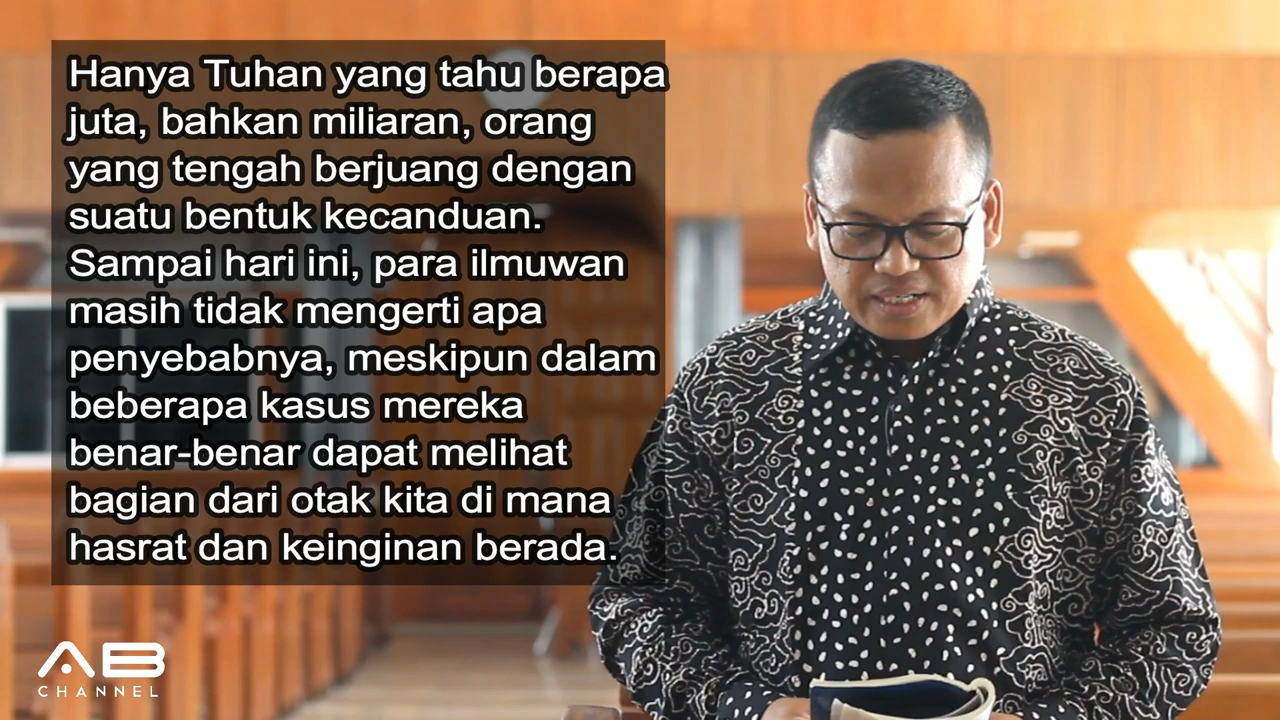 Hanya Tuhan yang tahu berapa
juta, bahkan miliaran, orang
yang tengah berjuang dengan
suatu bentuk kecanduan.
Sampai hari ini, para ilmuwan
masih tidak mengerti apa
penyebabnya, meskipun dalam
beberapa kasus mereka
benar-benar dapat melihat
bagian dari otak kita di mana
hasrat dan keinginan berada.
AB
CHANNEL